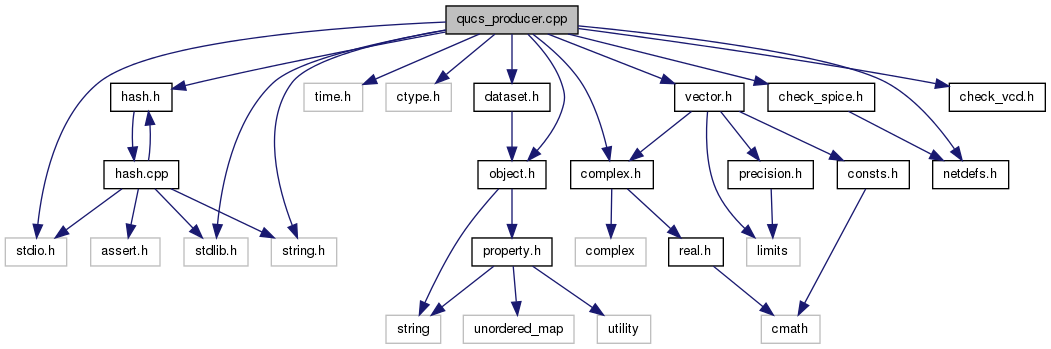 qucs_producer.cpp
hash.h
time.h
ctype.h
dataset.h
vector.h
check_spice.h
check_vcd.h
hash.cpp
object.h
complex.h
precision.h
consts.h
netdefs.h
stdio.h
assert.h
stdlib.h
string.h
property.h
complex
real.h
limits
string
unordered_map
utility
cmath